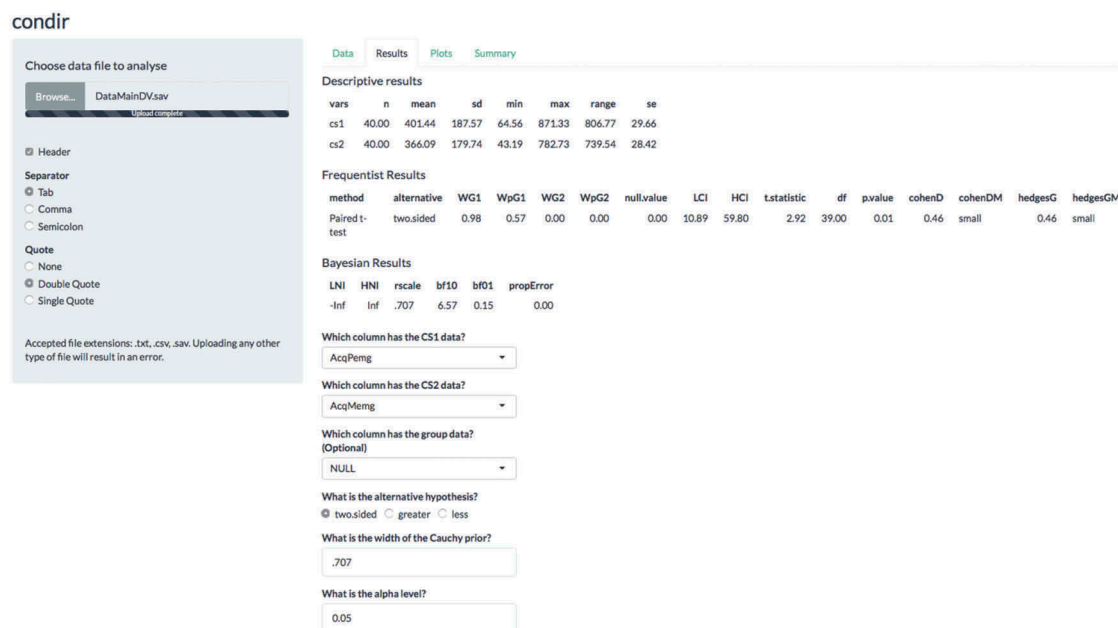 condir
Choose data file to analyse
Browse... DataMainDV.sav
Upload complete
Header
Separator
Tab
Comma
Semicolon
Quote
None
Double Quote
Single Quote
Accepted file extensions: .txt, .csv, .sav. Uploading any other
type of file will result in an error.
Data Results Plots Summary
Descriptive results
vars n mean sd min max range se
cs1 40.00 401.44 187.57 64.56 871.33 806.77 29.66
cs2 40.00 366.09 179.74 43.19 782.73 739.54 28.42
Frequentist Results
method alternative WG1 WpG1 WG2 WpG2 null.value LCI HCI t.statistic df p.value cohenD cohenDM hedgesG hedgesGM
Paired t- two.sided 0.98 0.57 0.00 0.00 0.00 10.89 59.80 2.92 39.00 0.01 0.46 small 0.46 small
test
Bayesian Results
LNI HNI rscale bf10 bf01 propError
-Inf Inf .707 6.57 0.15 0.00
Which column has the CS1 data?
AcqPemg
Which column has the CS2 data?
AcqMemg
Which column has the group data?
(Optional)
NULL
What is the alternative hypothesis?
two.sided greater less
What is the width of the Cauchy prior?
.707
What is the alpha level?
0.05